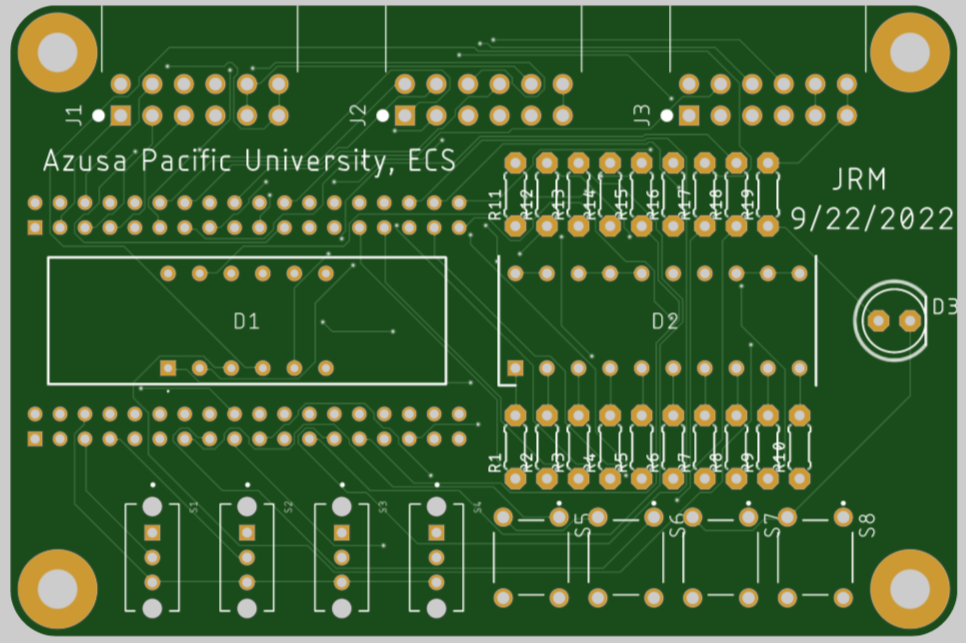 J1
J2
J3
Azusa Pacific University, ECS
JRM
9/22/2022
R11
R12
R13
R14
R15
R16
R17
R18
R19
D1
D2
D3
R1
R2
R3
R4
R5
R6
R7
R8
R9
R10
S1
S2
S3
S4
S5
S6
S7
S8